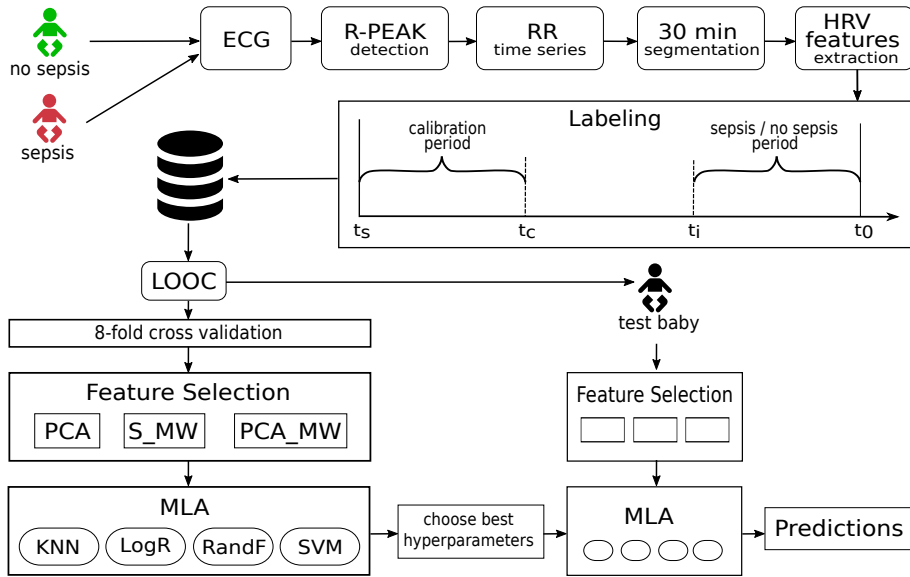 no sepsis
sepsis
ECG
R-PEAK
detection
RR
time series
30 min
segmentation
HRV
features
extraction
Labeling
calibration
period
sepsis / no sepsis
period
ts
tc
ti
t0
LOOC
test baby
8-fold cross validation
Feature Selection
PCA
S_MW
PCA_MW
Feature Selection
MLA
KNN
LogR
RandF
SVM
choose best
hyperparameters
MLA
Predictions